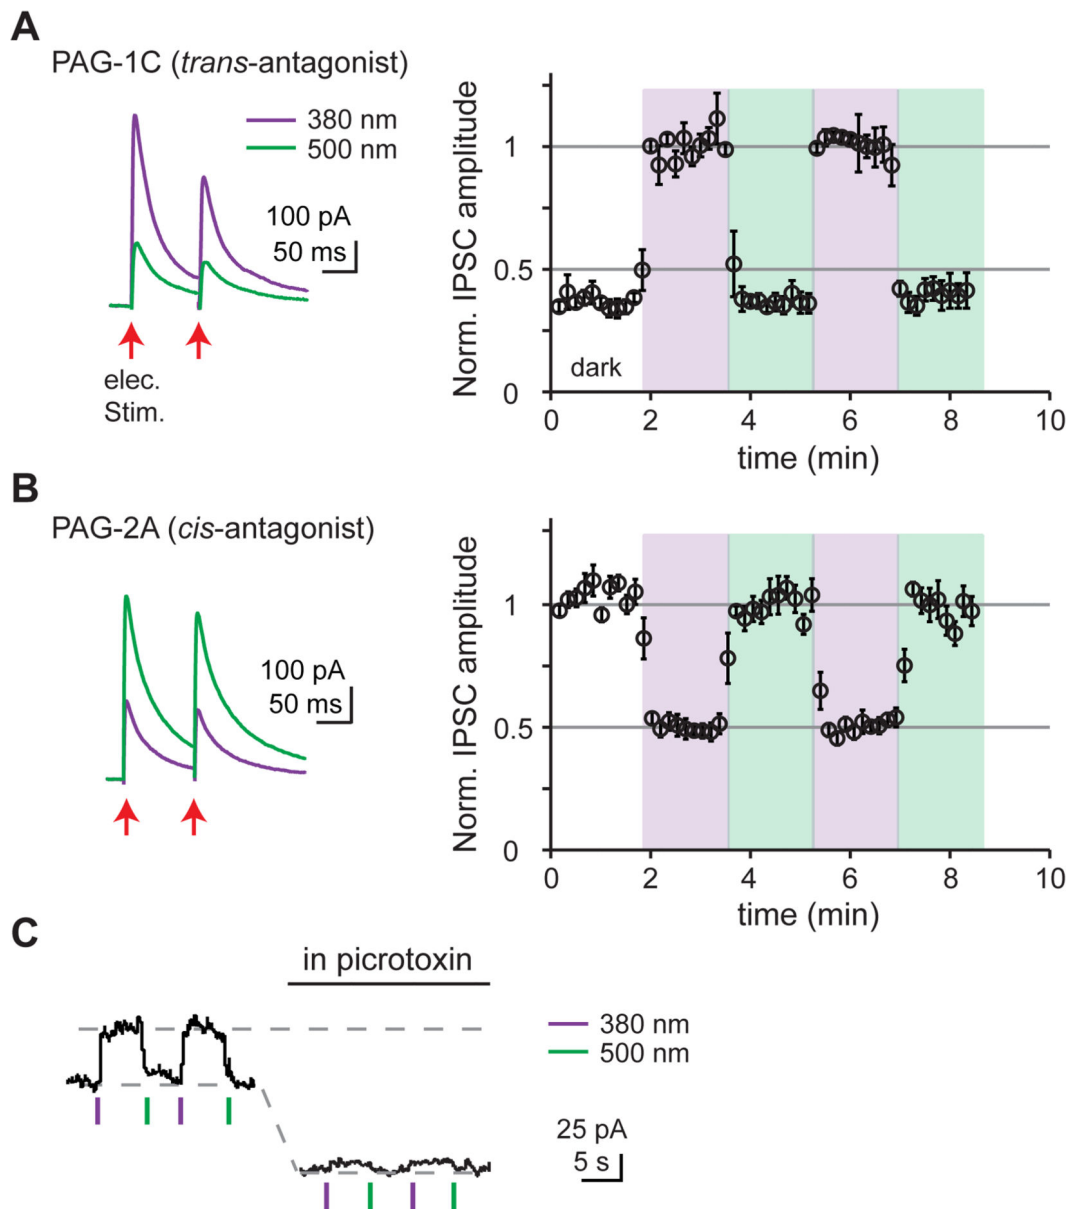 A
PAG-1C (trans-antagonist)
380 nm
500 nm
100 pA
50 ms
elec.
Stim.
Norm. IPSC amplitude
1
0.5
0
dark
0 2 4 6 8 10
time (min)
B
PAG-2A (cis-antagonist)
100 pA
50 ms
Norm. IPSC amplitude
1
0.5
0
0 2 4 6 8 10
time (min)
C
in picrotoxin
380 nm
500 nm
25 pA
5 s